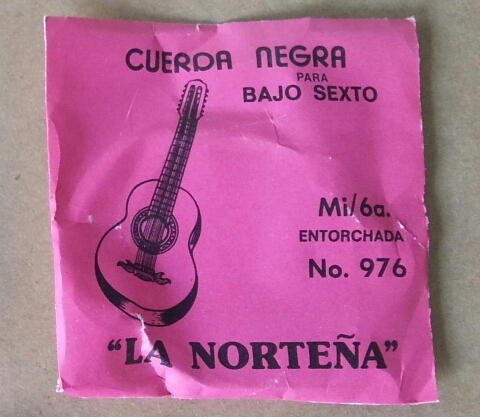 CUERDA NEGRA
PARA
BAJO SEXTO
Mi/6a.
ENTORCHADA
No. 976
"LA NORTEÑA"